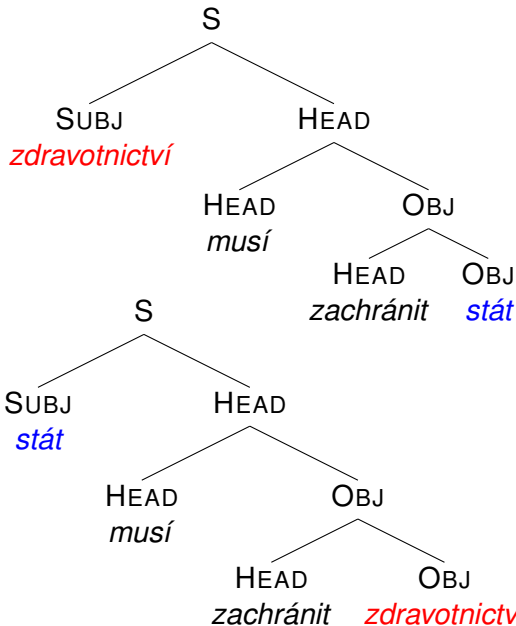 S
SUBJ HEAD
zdravotnictví
HEAD OBJ
musí
HEAD OBJ
zachránit stát
S
SUBJ HEAD
stát
HEAD OBJ
musí
HEAD OBJ
zachránit zdravotnictv